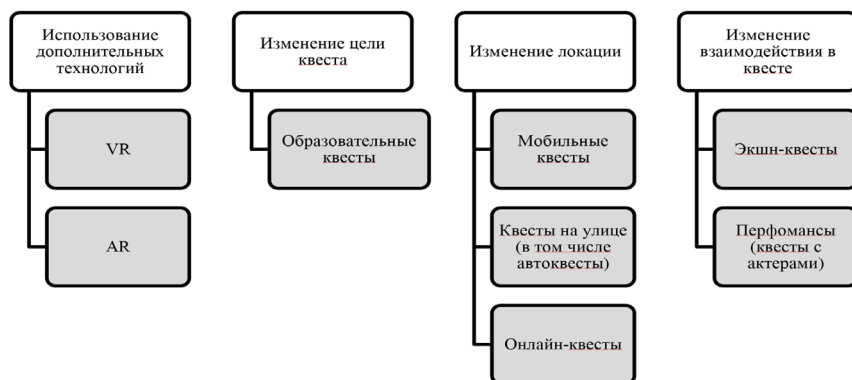 Использование
дополнительных
технологий
VR
AR
Изменение цели
квеста
Образовательные
квесты
Изменение локации
Мобильные
квесты
Квесты на улице
(в том числе
автоквесты)
Онлайн-квесты
Изменение
взаимодействия в
квесте
Экшн-квесты
Перфомансы
(квесты с
актерами)